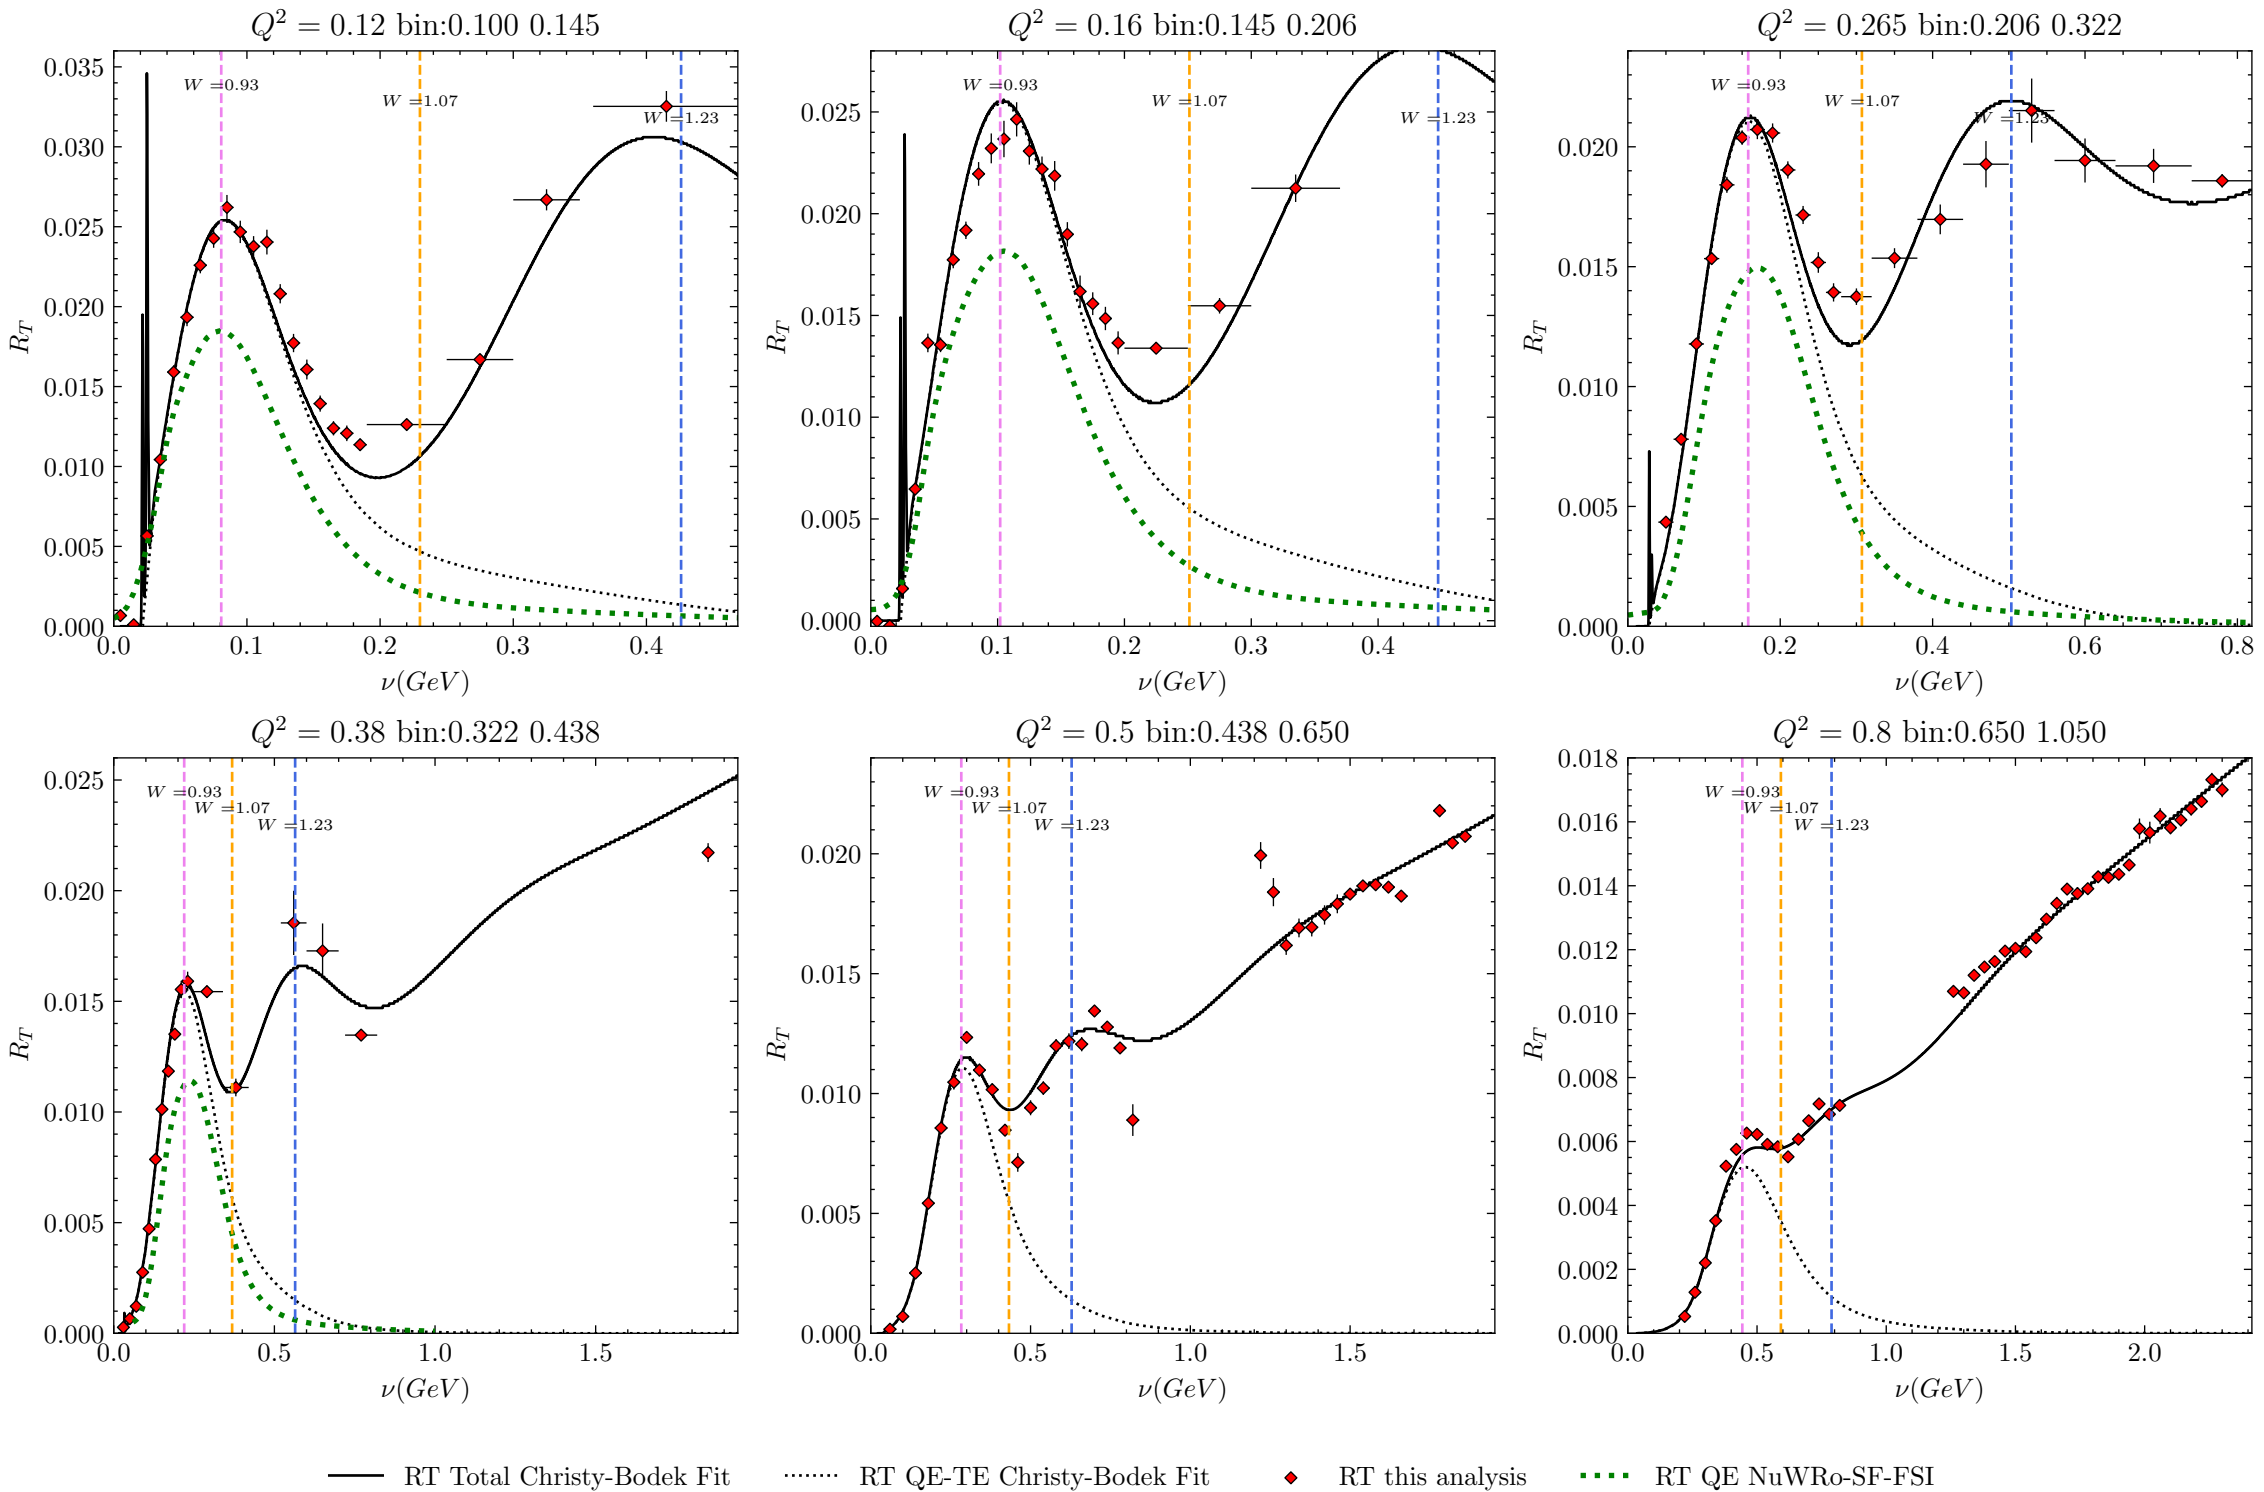 Q² = 0.12 bin:0.100 0.145
Q² = 0.16 bin:0.145 0.206
Q² = 0.265 bin:0.206 0.322
R_T
0.035
0.030
0.025
0.020
0.015
0.010
0.005
0.000
W =0.93
W =1.07
W =1.23
0.0 0.1 0.2 0.3 0.4
ν(GeV)
R_T
0.025
0.020
0.015
0.010
0.005
0.000
W =0.93
W =1.07
W =1.23
0.0 0.1 0.2 0.3 0.4
ν(GeV)
R_T
0.020
0.015
0.010
0.005
0.000
W =0.93
W =1.07
W =1.23
0.0 0.2 0.4 0.6 0.8
ν(GeV)
Q² = 0.38 bin:0.322 0.438
Q² = 0.5 bin:0.438 0.650
Q² = 0.8 bin:0.650 1.050
R_T
0.025
0.020
0.015
0.010
0.005
0.000
W =0.93
W =1.07
W =1.23
0.0 0.5 1.0 1.5
ν(GeV)
R_T
0.020
0.015
0.010
0.005
0.000
W =0.93
W =1.07
W =1.23
0.0 0.5 1.0 1.5
ν(GeV)
R_T
0.018
0.016
0.014
0.012
0.010
0.008
0.006
0.004
0.002
0.000
W =0.93
W =1.07
W =1.23
0.0 0.5 1.0 1.5 2.0
ν(GeV)
RT Total Christy-Bodek Fit RT QE-TE Christy-Bodek Fit RT this analysis RT QE NuWRo-SF-FSI